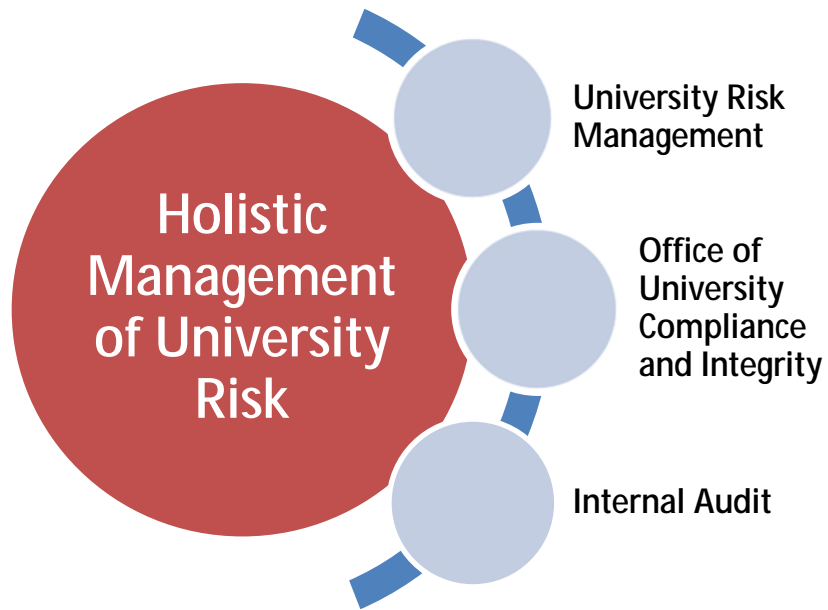 Holistic
Management
of University
Risk
University Risk
Management
Office of
University
Compliance
and Integrity
Internal Audit